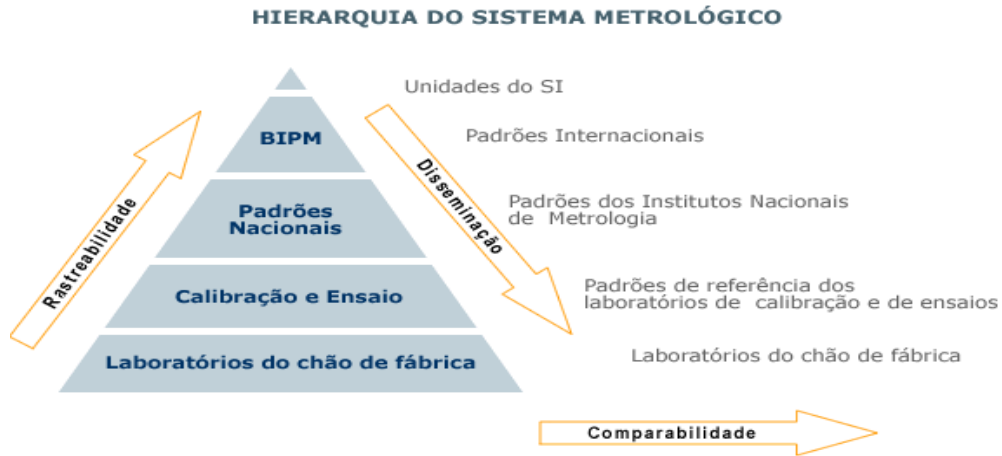 HIERARQUIA DO SISTEMA METROLÓGICO
Unidades do SI
BIPM
Padrões Internacionais
Padrões
Nacionais
Padrões dos Institutos Nacionais
de Metrologia
Calibração e Ensaio
Padrões de referência dos
laboratórios de calibração e de ensaios
Laboratórios do chão de fábrica
Laboratórios do chão de fábrica
Rastreabilidade
Disseminação
Comparabilidade